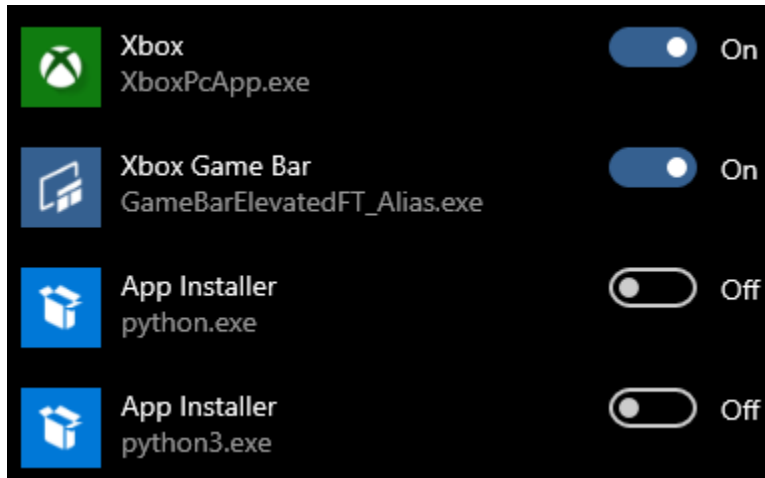 Xbox
On
XboxPcApp.exe
Xbox Game Bar
On
GameBarElevatedFT_Alias.exe
App Installer
Off
python.exe
App Installer
Off
python3.exe